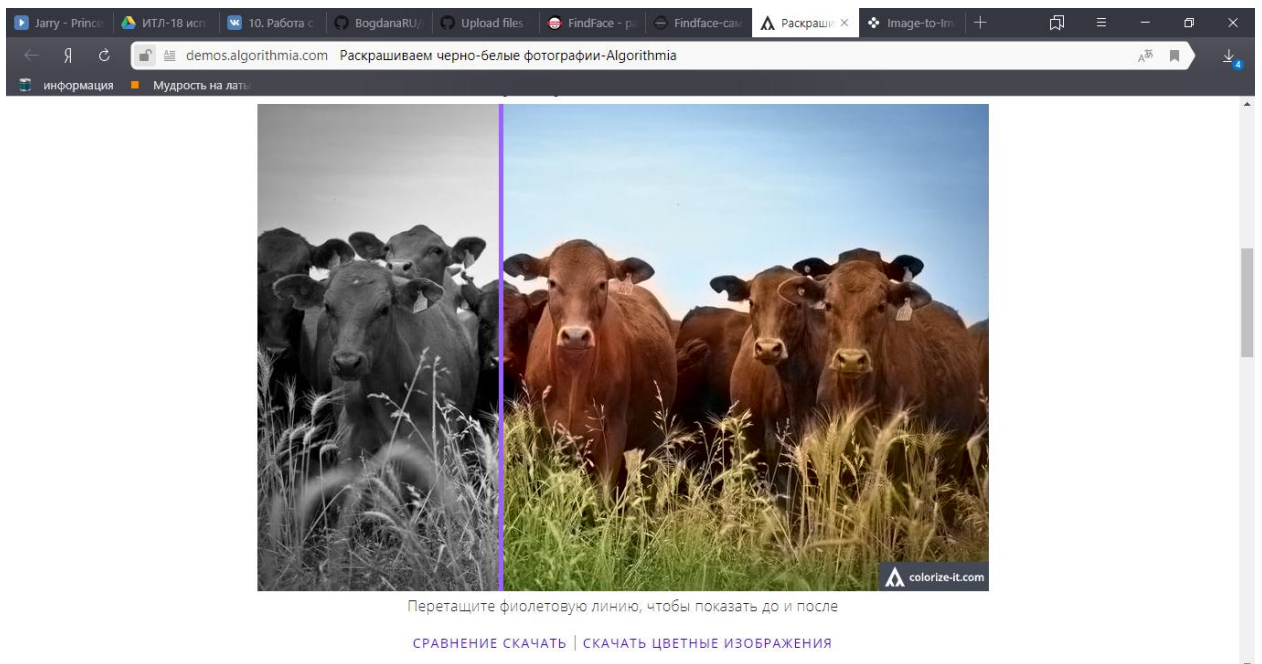 Jarry - Prince
ИТЛ-18 исп
10. Работа с
BogdanaRU/
Upload files
FindFace - ра
Findface-сам
Раскраши
Image-to-Im
Я
demos.algorithmia.com Раскрашиваем черно-белые фотографии-Algorithmia
4
информация
Мудрость на латы
colorize-it.com
Перетащите фиолетовую линию, чтобы показать до и после
СРАВНЕНИЕ СКАЧАТЬ | СКАЧАТЬ ЦВЕТНЫЕ ИЗОБРАЖЕНИЯ